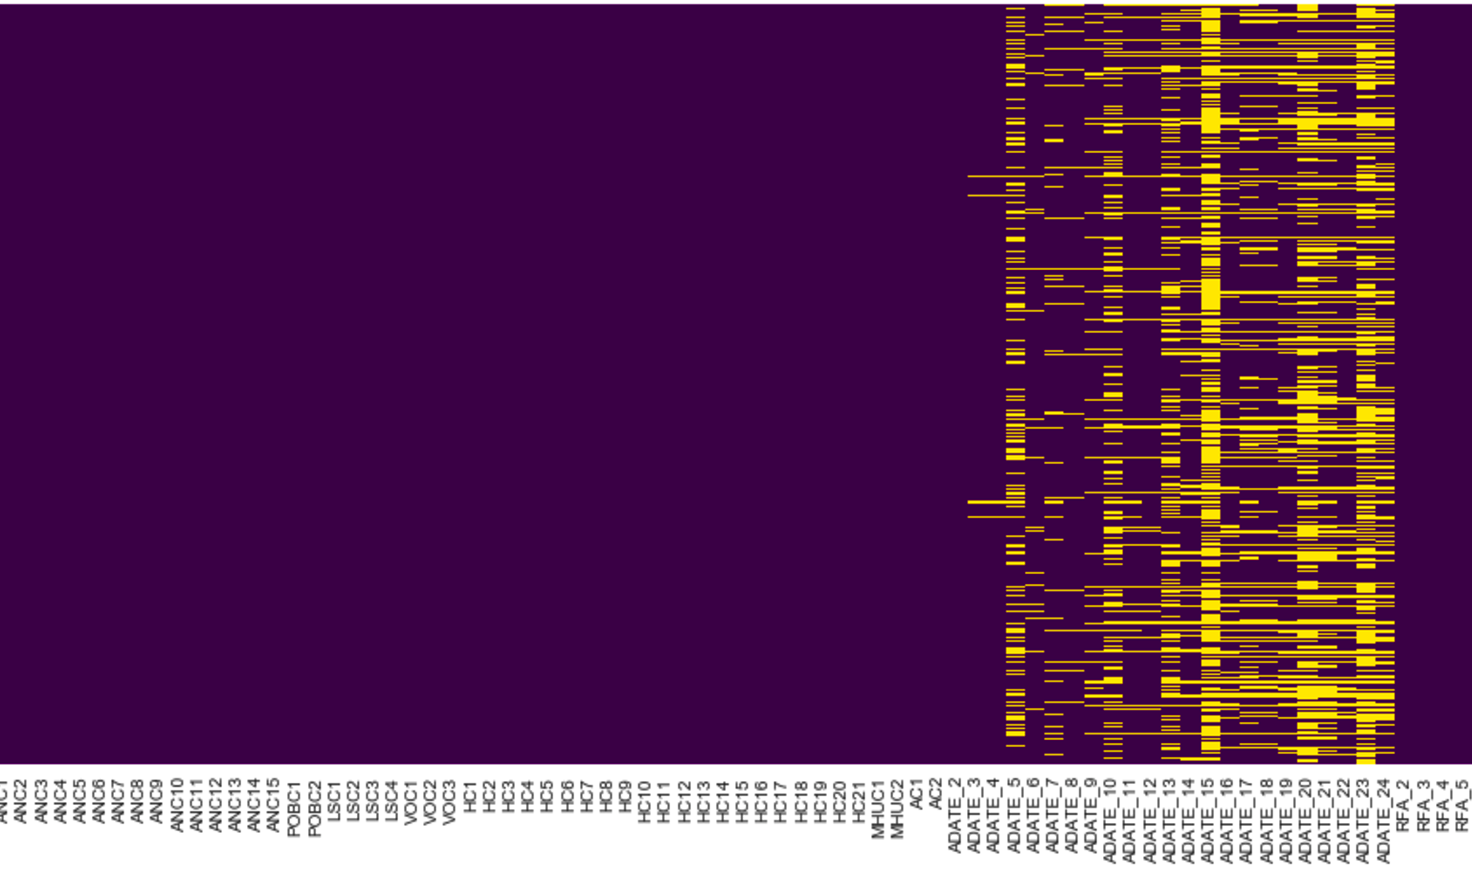 ANC1
ANC2
ANC3
ANC4
ANC5
ANC6
ANC7
ANC8
ANC9
ANC10
ANC11
ANC12
ANC13
ANC14
ANC15
POBC1
POBC2
LSC1
LSC2
LSC3
LSC4
VOC1
VOC2
VOC3
HC1
HC2
HC3
HC4
HC5
HC6
HC7
HC8
HC9
HC10
HC11
HC12
HC13
HC14
HC15
HC16
HC17
HC18
HC19
HC20
HC21
MHUC1
MHUC2
AC1
AC2
ADATE_2
ADATE_3
ADATE_4
ADATE_5
ADATE_6
ADATE_7
ADATE_8
ADATE_9
ADATE_10
ADATE_11
ADATE_12
ADATE_13
ADATE_14
ADATE_15
ADATE_16
ADATE_17
ADATE_18
ADATE_19
ADATE_20
ADATE_21
ADATE_22
ADATE_23
ADATE_24
RFA_2
RFA_3
RFA_4
RFA_5